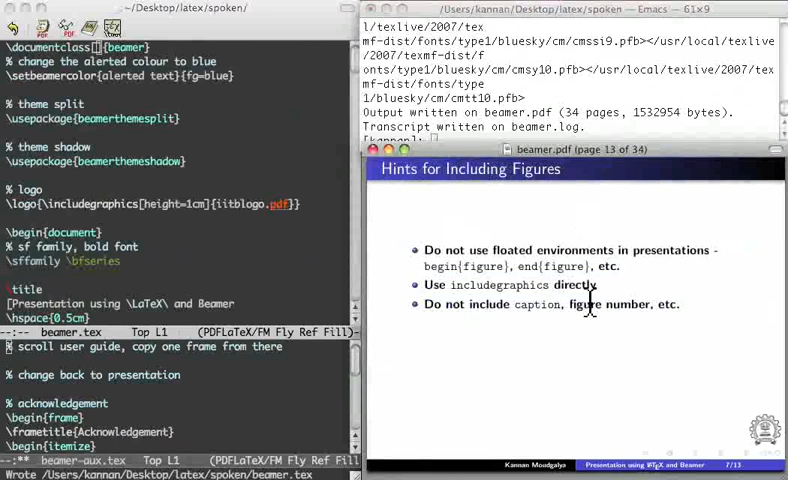 ~/Desktop/latex/spoken/
\documentclass[]{beamer}
% change the alerted colour to blue
\setbeamercolor{alerted text}{fg=blue}
% theme split
\usepackage{beamerthemesplit}
% theme shadow
\usepackage{beamerthemeshadow}
% logo
\logo{\includegraphics[height=1cm]{iitblogo.pdf}}
\begin{document}
% sf family, bold font
\sffamily \bfseries
\title
[Presentation using \LaTeX\ and Beamer
\hspace{0.5cm}
-:--- beamer.tex Top L1 (PDFLaTeX/FM Fly Ref Fill
% scroll user guide, copy one frame from there
% change back to presentation
% acknowledgement
\begin{frame}
\frametitle{Acknowledgement}
\begin{itemize}
-:** beamer-aux.tex Top L1 (PDFLaTeX/FM Fly Ref Fill
Wrote /Users/kannan/Desktop/latex/spoken/beamer.tex
~/Desktop/latex/spoken — Emacs — 61×9
l/texlive/2007/tex
mf-dist/fonts/type1/bluesky/cm/cmssi9.pfb></usr/local/texlive
/2007/texmf-dist/f
onts/type1/bluesky/cm/cmsy10.pfb></usr/local/texlive/2007/tex
mf-dist/fonts/type
1/bluesky/cm/cmtt10.pfb>
Output written on beamer.pdf (34 pages, 1532954 bytes).
Transcript written on beamer.log.
beamer.pdf (page 13 of 34)
Hints for Including Figures
Do not use floated environments in presentations -
begin{figure}, end{figure}, etc.
Use includegraphics directly
Do not include caption, figure number, etc.
Kannan Moudgalya Presentation using LaTeX and Beamer 7/13